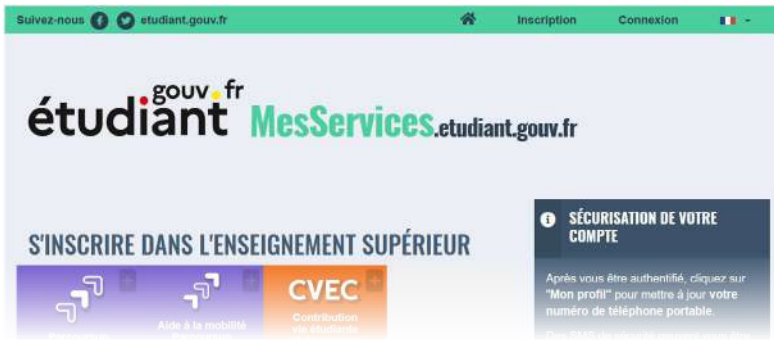 Suivez-nous etudiant.gouv.fr Inscription Connexion
gouv.fr
étudiant MesServices.etudiant.gouv.fr
S'INSCRIRE DANS L'ENSEIGNEMENT SUPÉRIEUR
SÉCURISATION DE VOTRE
COMPTE
CVEC
Contribution
vie étudiante
Aide à la mobilité
Après vous être authentifié, cliquez sur
"Mon profil" pour mettre à jour votre
numéro de téléphone portable.